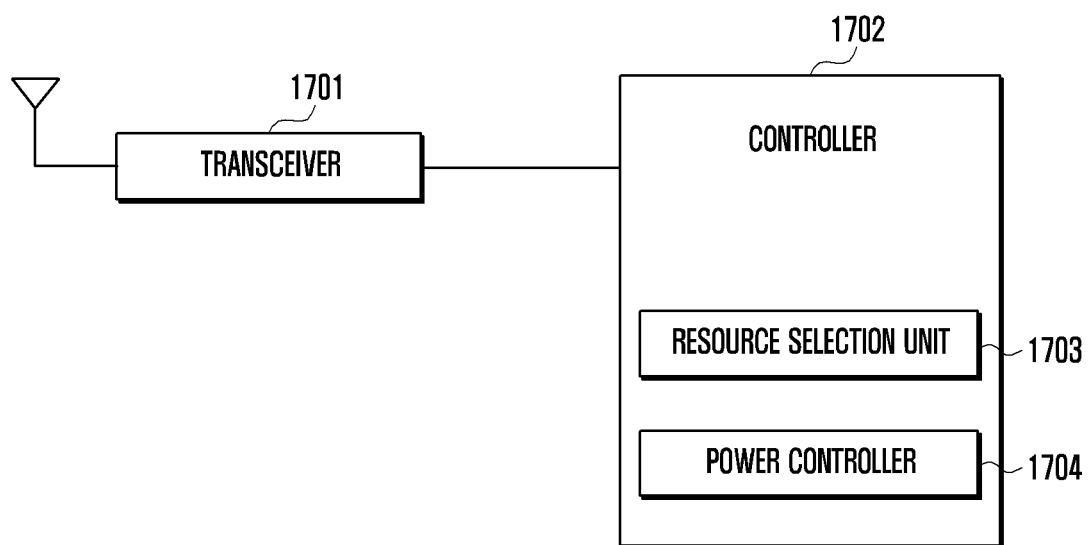 1702
1701
CONTROLLER
TRANSCEIVER
RESOURCE SELECTION UNIT
1703
POWER CONTROLLER
1704